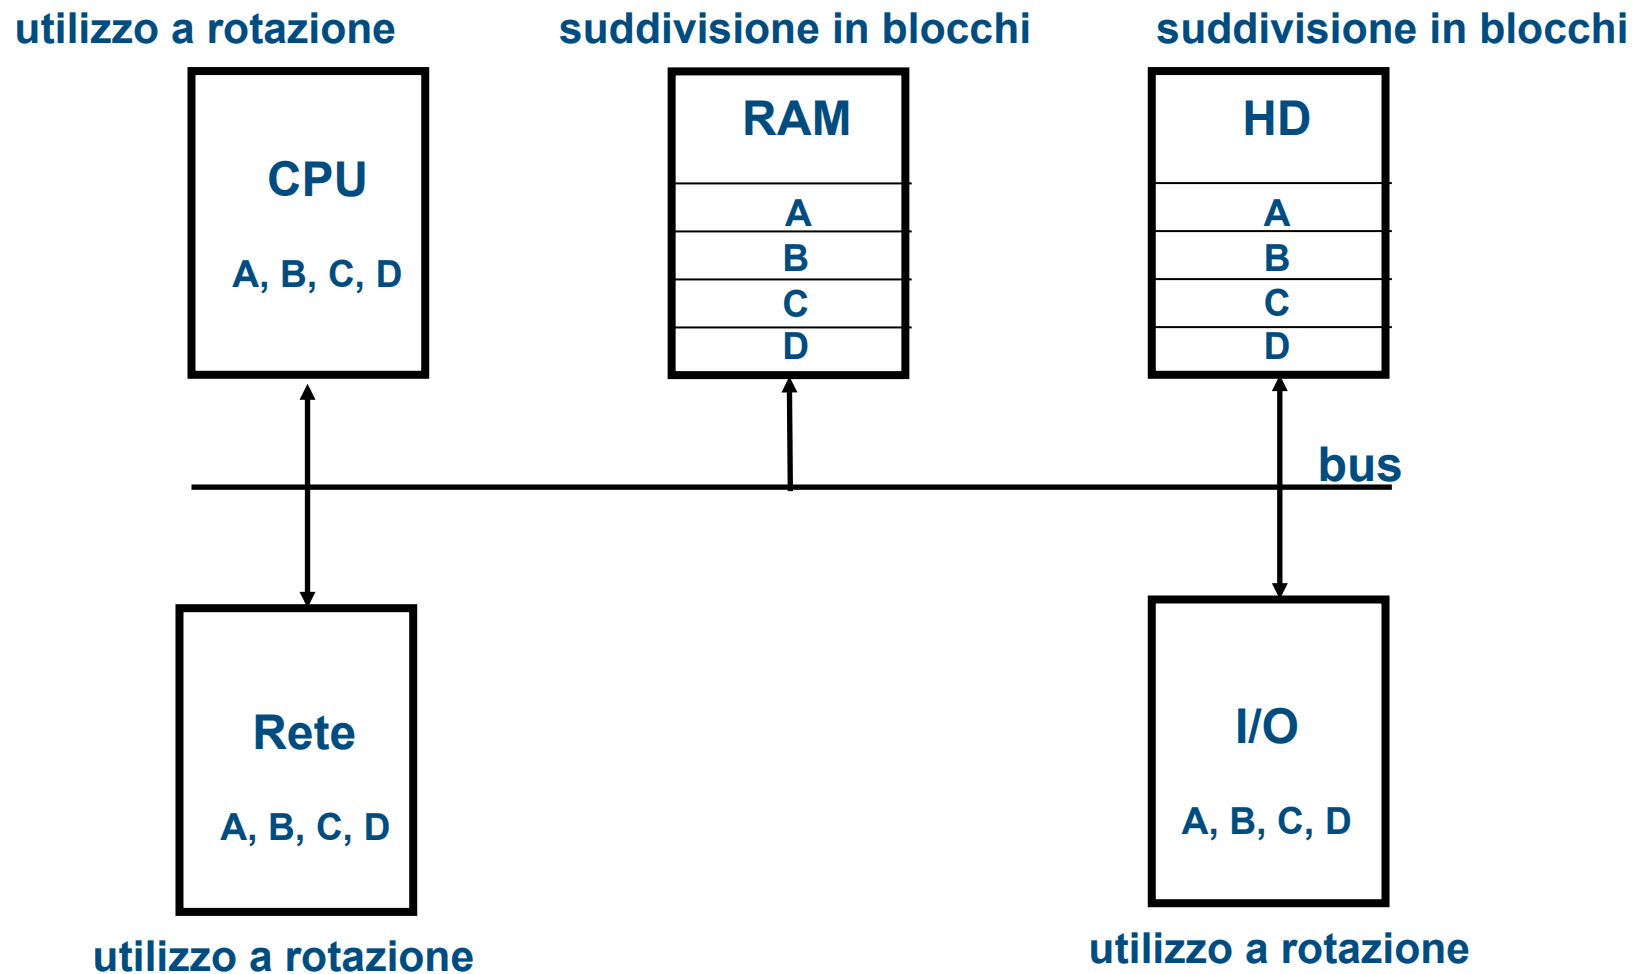 utilizzo a rotazione
suddivisione in blocchi
suddivisione in blocchi
CPU
A, B, C, D
RAM
A
B
C
D
HD
A
B
C
D
bus
Rete
A, B, C, D
I/O
A, B, C, D
utilizzo a rotazione
utilizzo a rotazione